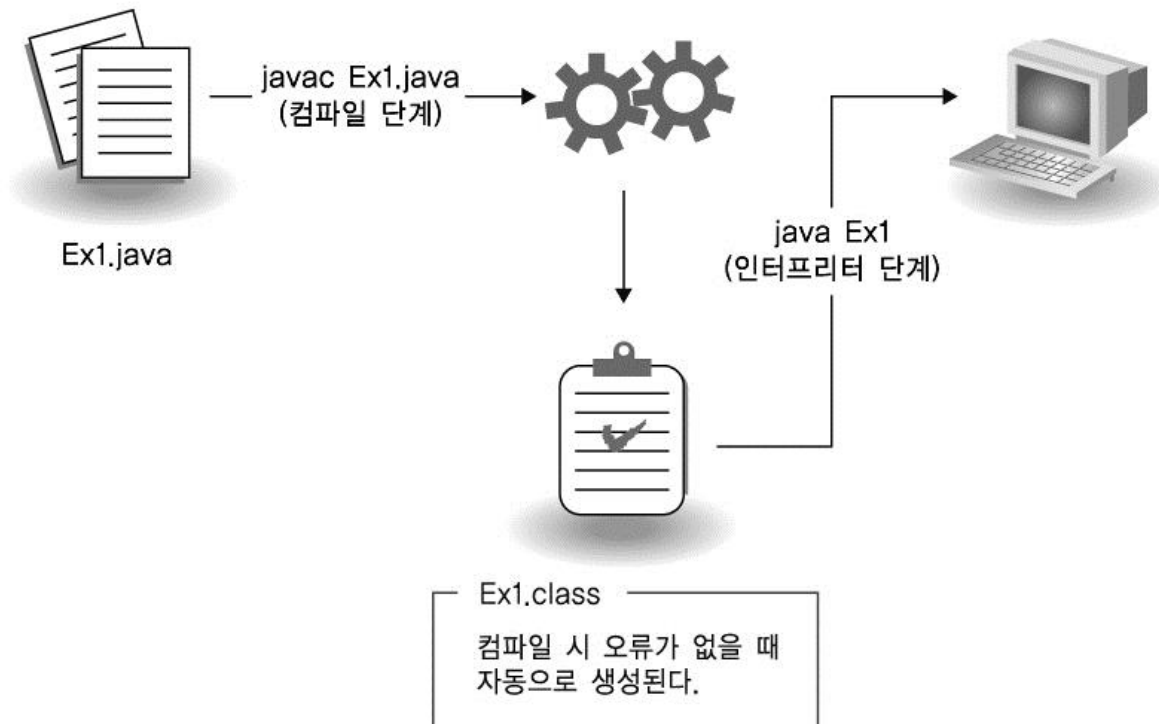 javac Ex1.java
(컴파일 단계)
Ex1.java
java Ex1
(인터프리터 단계)
Ex1.class
컴파일 시 오류가 없을 때
자동으로 생성된다.